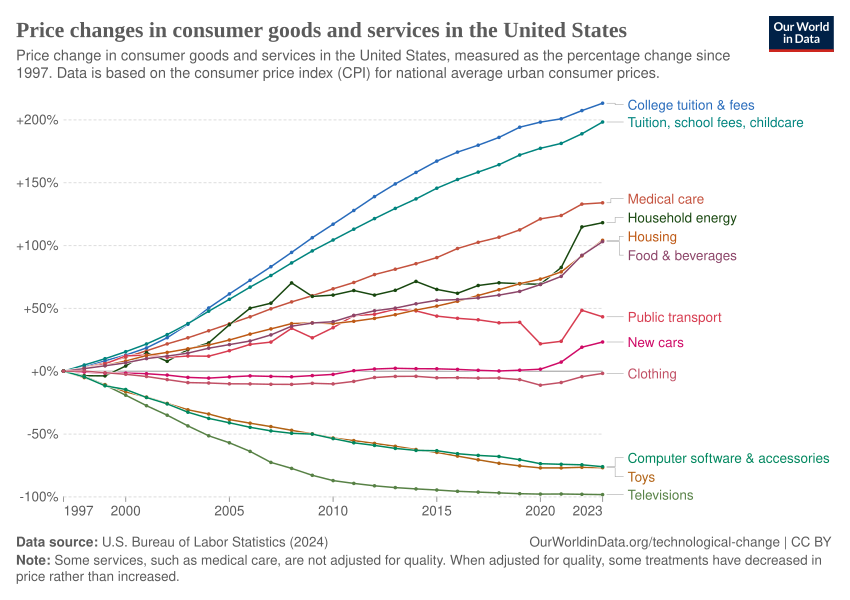 Price changes in consumer goods and services in the United States
Our World
in Data
Price change in consumer goods and services in the United States, measured as the percentage change since
1997. Data is based on the consumer price index (CPI) for national average urban consumer prices.
+200%
+150%
+100%
+50%
+0%
-50%
-100%
College tuition & fees
Tuition, school fees, childcare
Medical care
Household energy
Housing
Food & beverages
Public transport
New cars
Clothing
Computer software & accessories
Toys
Televisions
1997
2000
2005
2010
2015
2020
2023
Data source: U.S. Bureau of Labor Statistics (2024)
OurWorldinData.org/technological-change | CC BY
Note: Some services, such as medical care, are not adjusted for quality. When adjusted for quality, some treatments have decreased in
price rather than increased.